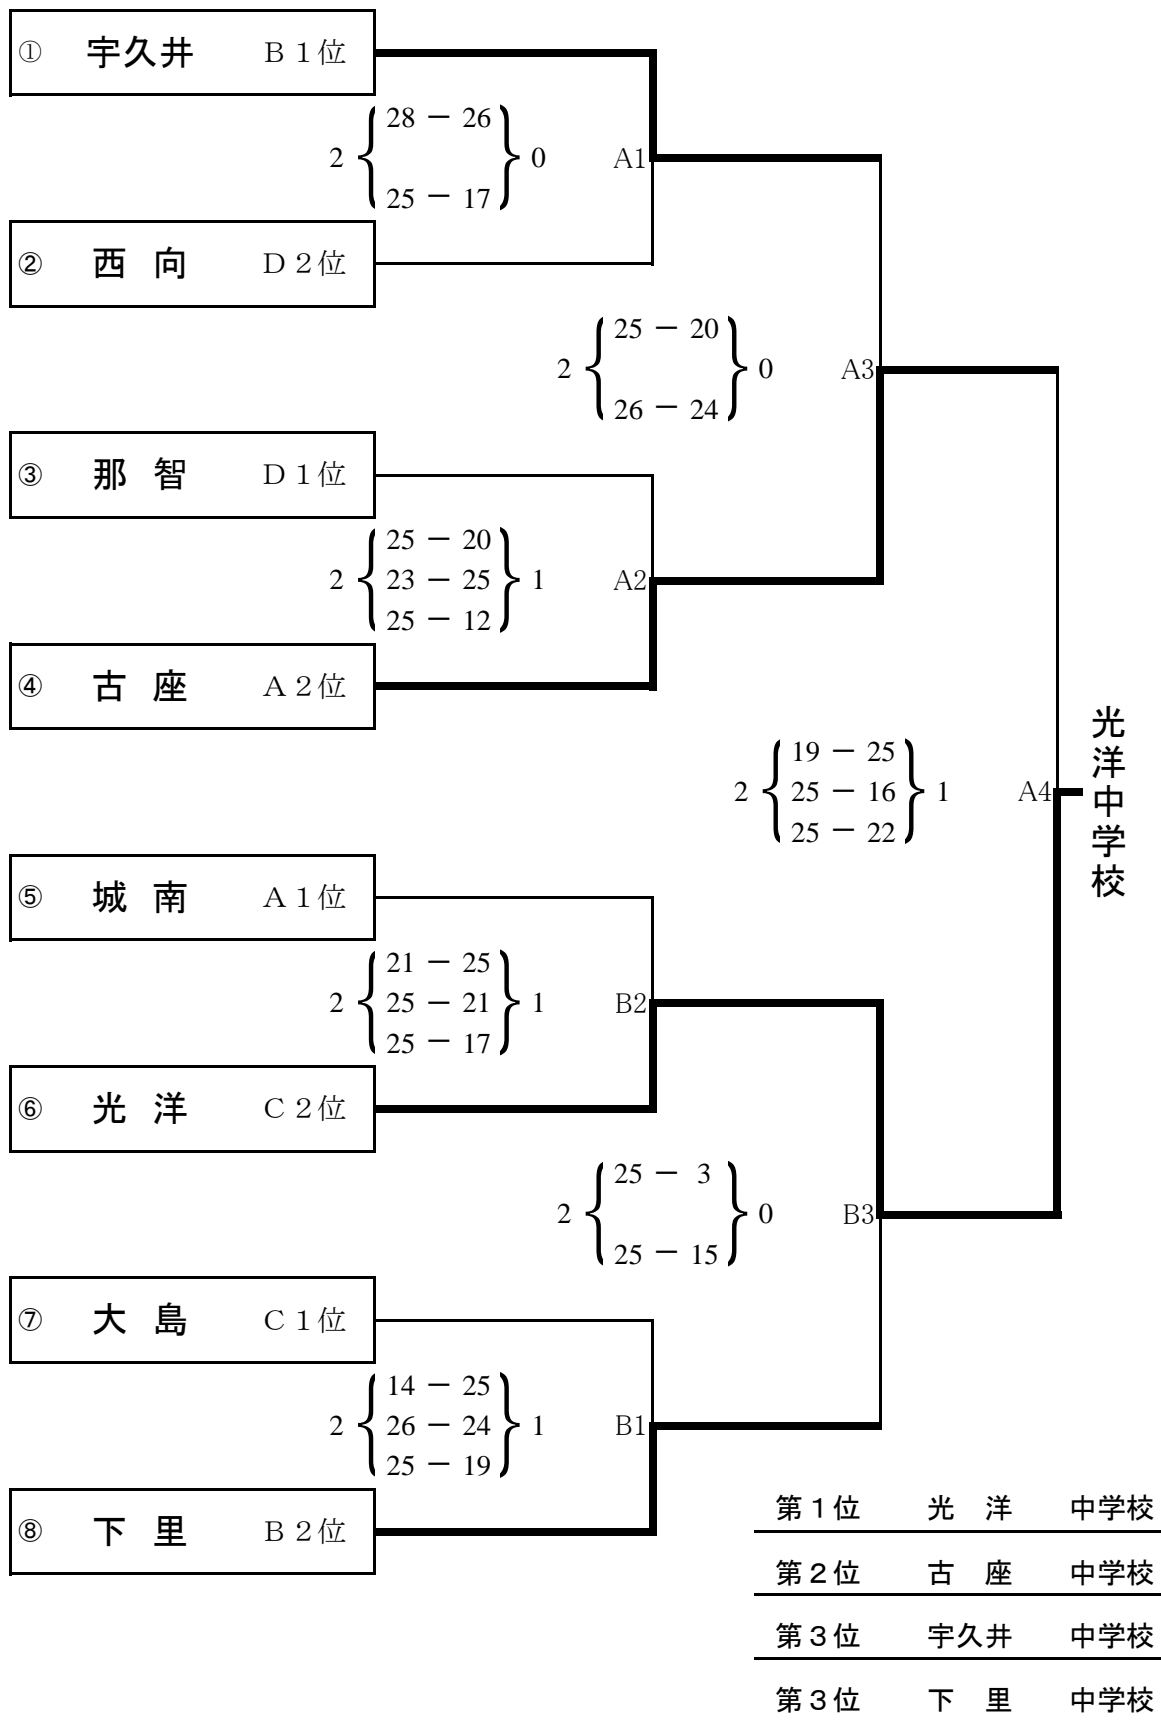 ① 宇久井 B1位
28 － 26
2 0 A1
25 － 17
② 西 向 D2位
25 － 20
2 0 A3
26 － 24
③ 那 智 D1位
25 － 20
2 23 － 25 1 A2
25 － 12
④ 古 座 A2位
光洋中学校
19 － 25
2 25 － 16 1 A4
25 － 22
⑤ 城 南 A1位
21 － 25
2 25 － 21 1 B2
25 － 17
⑥ 光 洋 C2位
25 － 3
2 0 B3
25 － 15
⑦ 大 島 C1位
14 － 25
2 26 － 24 1 B1
25 － 19
⑧ 下 里 B2位
第1位 光 洋 中学校
第2位 古 座 中学校
第3位 宇久井 中学校
第3位 下 里 中学校